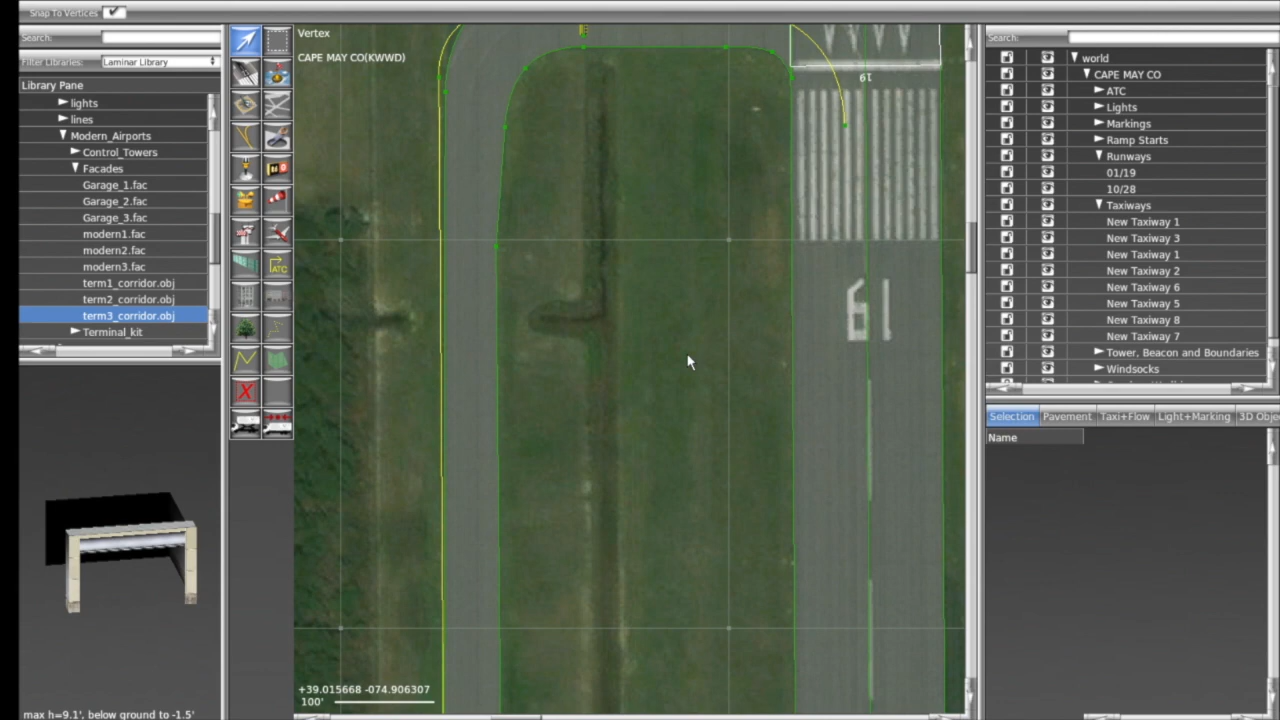 Snap To Vertices
Search:
Filter Libraries:
Laminar Library
Library Pane
lights
lines
Modern_Airports
Control_Towers
Facades
Garage_1.fac
Garage_2.fac
Garage_3.fac
modern1.fac
modern2.fac
modern3.fac
term1_corridor.obj
term2_corridor.obj
term3_corridor.obj
Terminal_kit
max h=9.1', below ground to -1.5'
ATC
Vertex
CAPE MAY CO(KWWD)
19
19
+39.015668 -074.906307
100'
Search:
world
CAPE MAY CO
ATC
Lights
Markings
Ramp Starts
Runways
01/19
10/28
Taxiways
New Taxiway 1
New Taxiway 3
New Taxiway 1
New Taxiway 2
New Taxiway 6
New Taxiway 5
New Taxiway 8
New Taxiway 7
Tower, Beacon and Boundaries
Windsocks
Selection
Pavement
Taxi+Flow
Light+Marking
3D Obje
Name